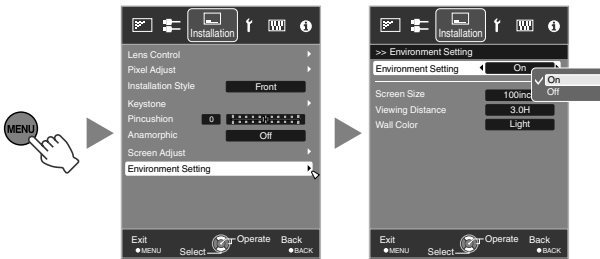 MENU
Installation
Lens Control
Pixel Adjust
Installation Style Front
Keystone
Pincushion 0
Anamorphic Off
Screen Adjust
Environment Setting
Exit
●MENU
Select
Operate
Back
●BACK
Installation
>> Environment Setting
Environment Setting On
On
Off
Screen Size
Viewing Distance 3.0H
Wall Color Light
Exit
●MENU
Select
Operate
Back
●BACK